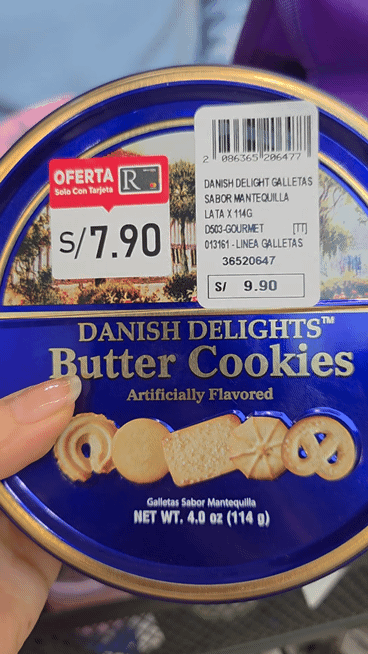 OFERTA
Solo Con Tarjeta
R
S/7.90
2 086365 206477
DANISH DELIGHT GALLETAS
SABOR MANTEQUILLA
LATA X 114G
D503-GOURMET [TT]
013161 - LINEA GALLETAS
36520647
S/ 9.90
DANISH DELIGHTS™
Butter Cookies
Artificially Flavored
Galletas Sabor Mantequilla
NET WT. 4.0 oz (114 g)